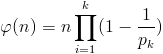 φ(n) = n ∏_{i=1}^{k} (1 − 1/p_k)